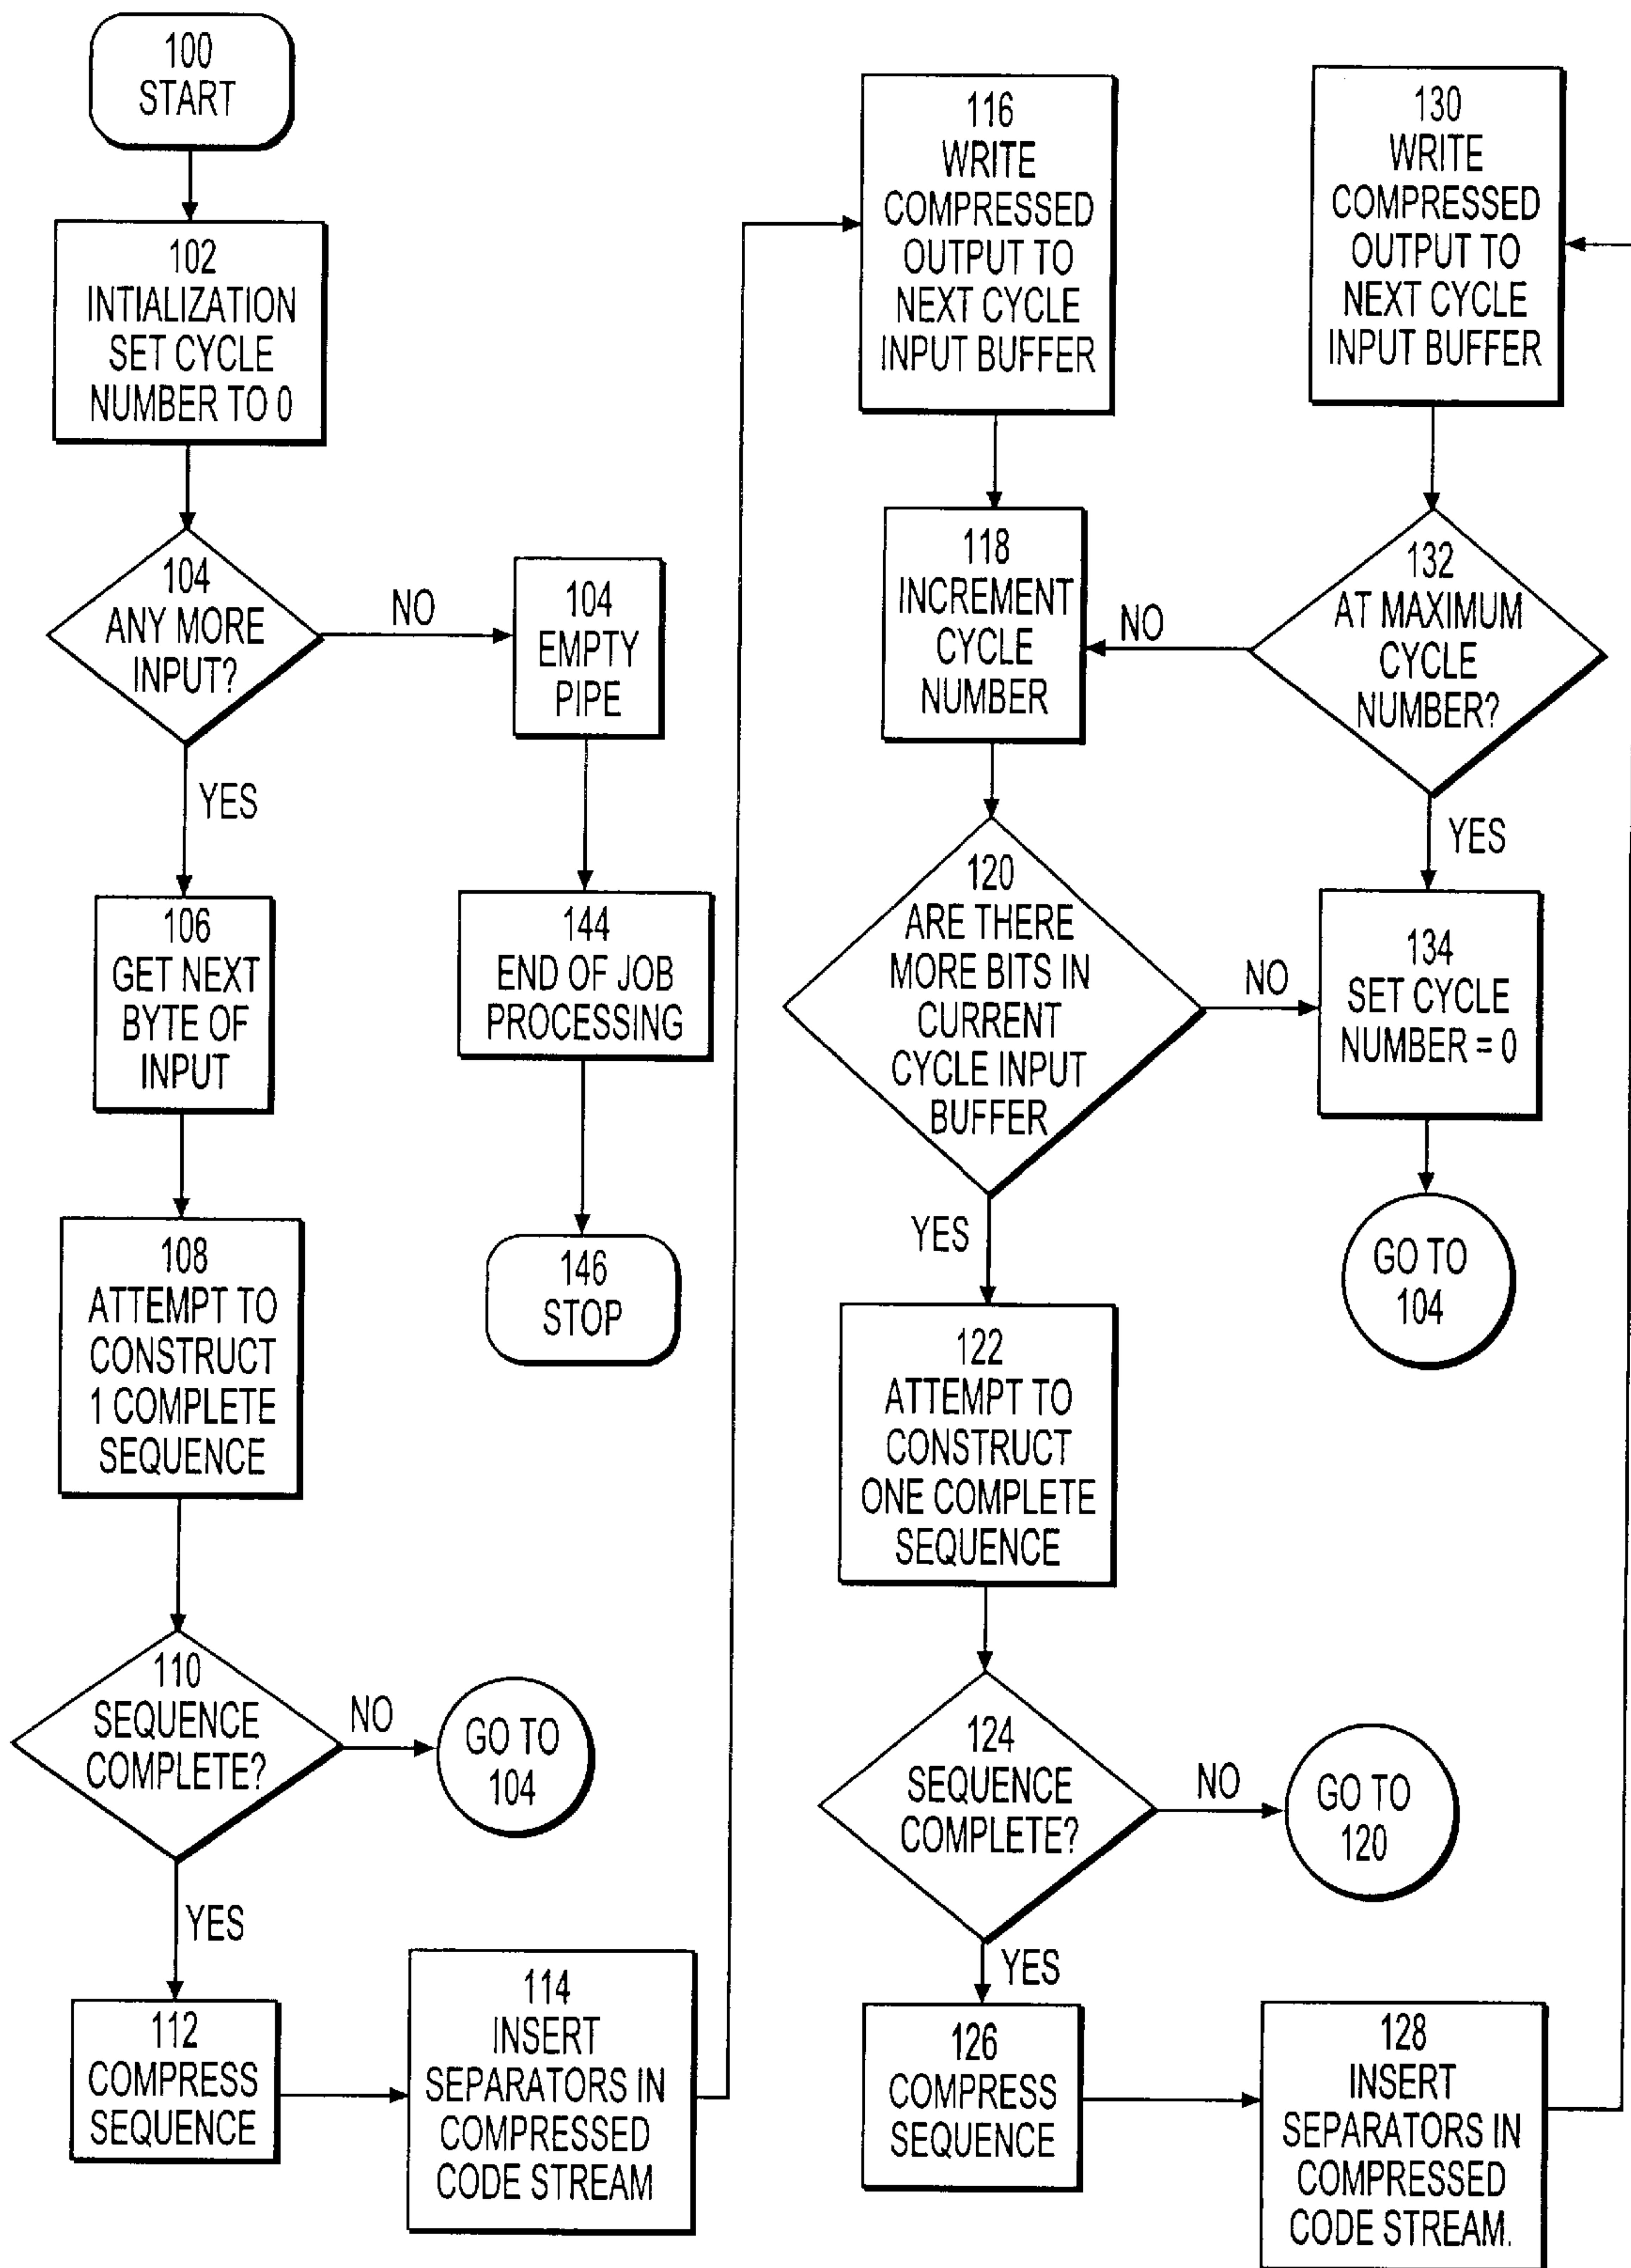 100
START
102
INTIALIZATION
SET CYCLE
NUMBER TO 0
104
ANY MORE
INPUT?
NO
104
EMPTY
PIPE
YES
106
GET NEXT
BYTE OF
INPUT
144
END OF JOB
PROCESSING
146
STOP
108
ATTEMPT TO
CONSTRUCT
1 COMPLETE
SEQUENCE
110
SEQUENCE
COMPLETE?
NO
GO TO
104
YES
112
COMPRESS
SEQUENCE
114
INSERT
SEPARATORS IN
COMPRESSED
CODE STREAM
116
WRITE
COMPRESSED
OUTPUT TO
NEXT CYCLE
INPUT BUFFER
118
INCREMENT
CYCLE
NUMBER
120
ARE THERE
MORE BITS IN
CURRENT
CYCLE INPUT
BUFFER
NO
YES
122
ATTEMPT TO
CONSTRUCT
ONE COMPLETE
SEQUENCE
124
SEQUENCE
COMPLETE?
NO
GO TO
120
YES
126
COMPRESS
SEQUENCE
128
INSERT
SEPARATORS IN
COMPRESSED
CODE STREAM.
130
WRITE
COMPRESSED
OUTPUT TO
NEXT CYCLE
INPUT BUFFER
132
AT MAXIMUM
CYCLE
NUMBER?
NO
YES
134
SET CYCLE
NUMBER = 0
GO TO
104